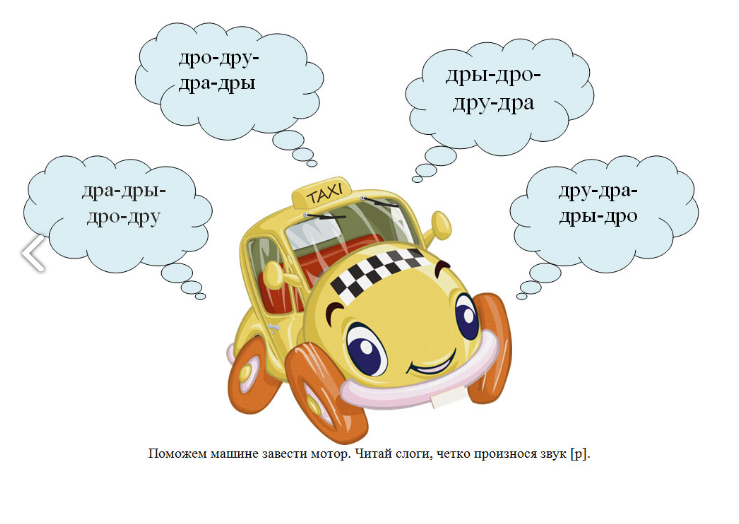 дро-дру-
дра-дры
дры-дро-
дру-дра
дра-дры-
дро-дру
дру-дра-
дры-дро
TAXI
Поможем машине завести мотор. Читай слоги, четко произнося звук [р].